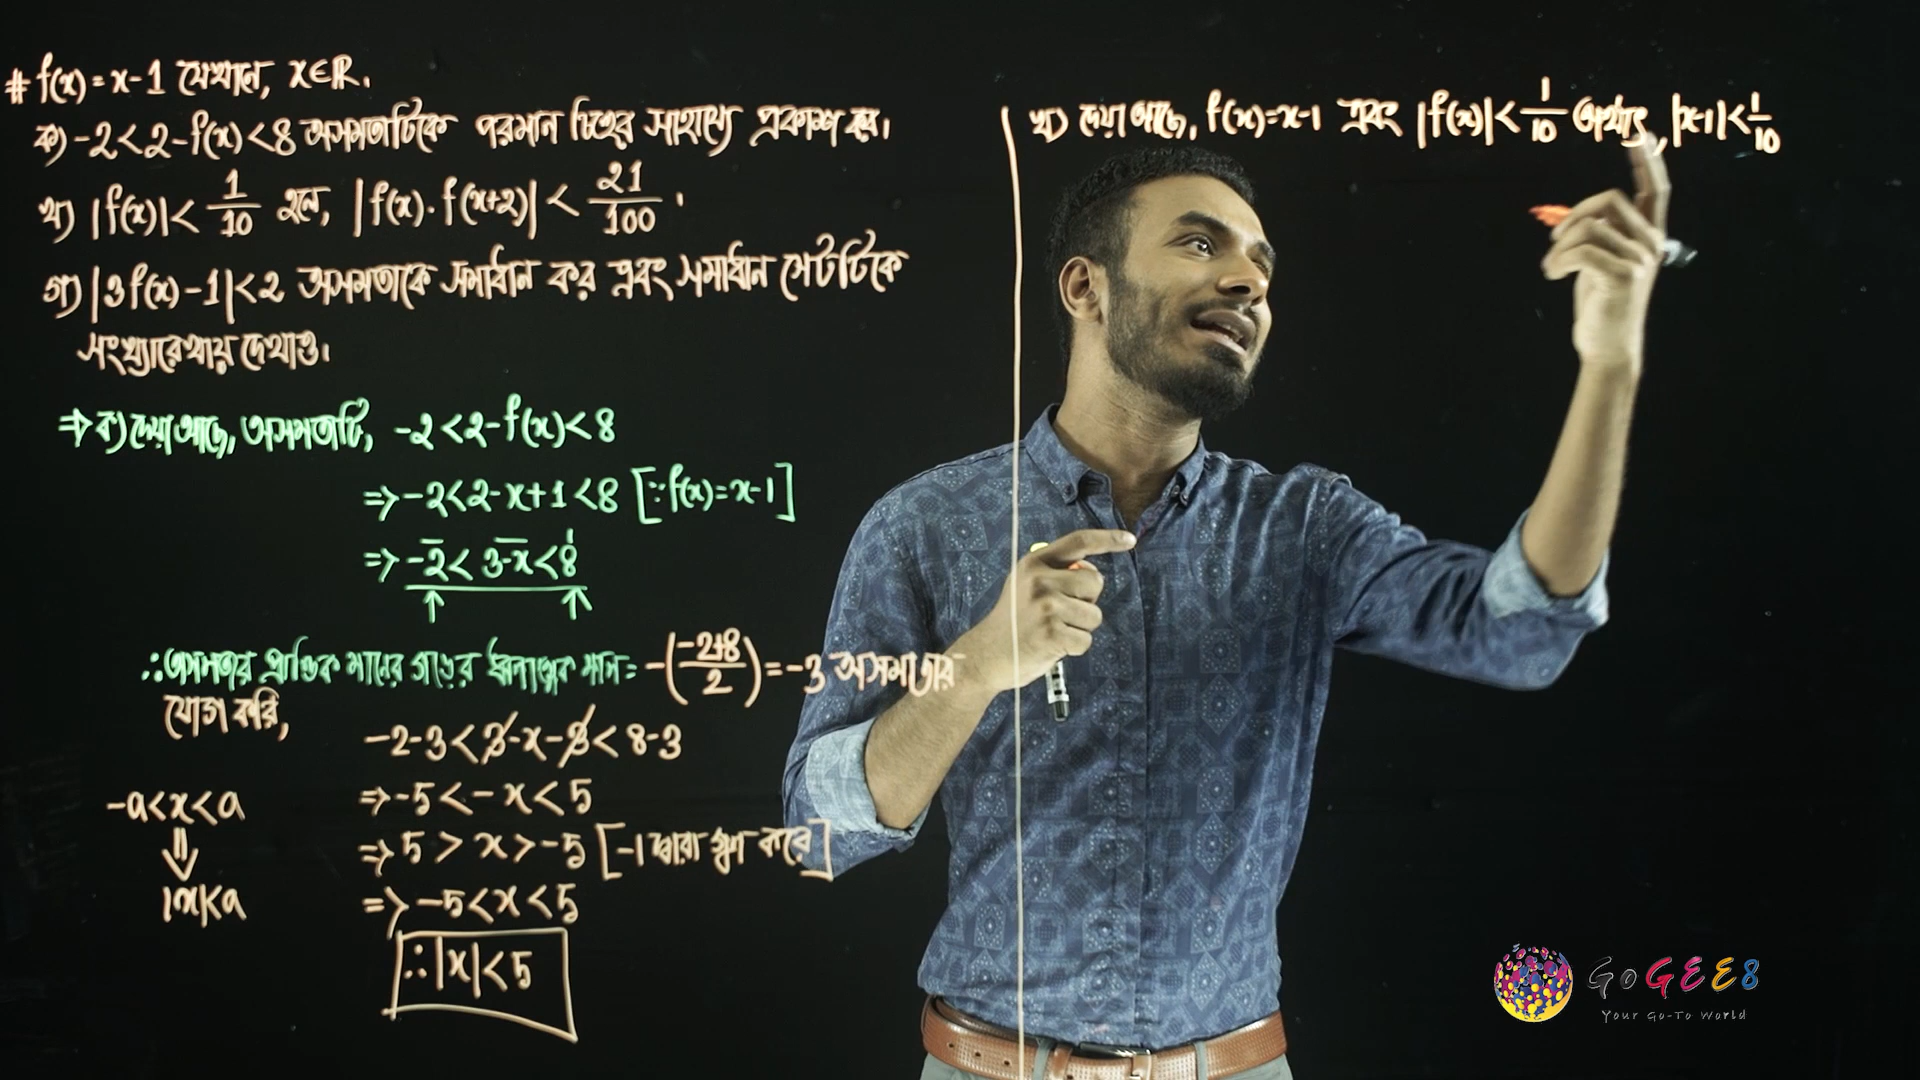 # f(x) = x-1 যেখানে, x∈ℝ.
ক) -2<2-f(x)<8 অসমতাটিকে পরমমান চিহ্নের সাহায্যে প্রকাশ কর।
খ) |f(x)| < 1/10 হলে, |f(x)·f(x+2)| < 21/100 .
গ) |3f(x)-1|<2 অসমতাকে সমাধান কর এবং সমাধান সেটটিকে
সংখ্যারেখায় দেখাও।
⇒ ক) দেয়া আছে, অসমতাটি, -2<2-f(x)<8
⇒ -2<2-x+1<8 [∵f(x)=x-1]
⇒ -2< 3-x<8
∴ অসমতার প্রান্তিক মানের গড়ের ঋণাত্মক মান = -(-2+8/2) = -3 অসমতায়
যোগ করি,
-2-3<3-x-3<8-3
⇒ -5<-x<5
⇒ 5 > x > -5 [-1 দ্বারা গুণ করে]
⇒ -5<x<5
∴ |x|<5
-a<x<a
⇓
|x|<a
খ) দেয়া আছে, f(x)=x-1 এবং |f(x)|< 1/10 অর্থাৎ, |x-1|< 1/10
GoGEE8
Your Go-To World